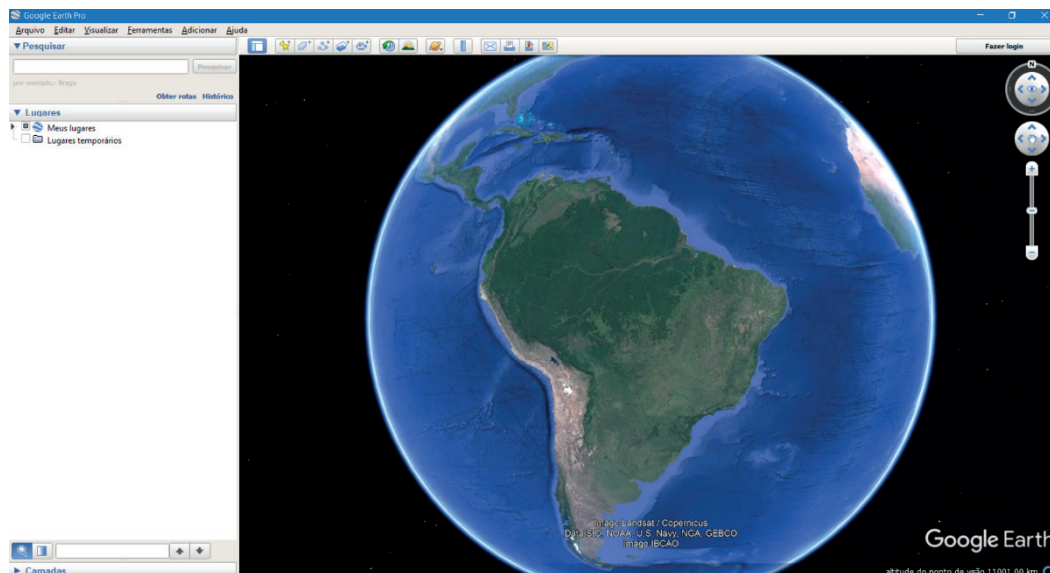 Google Earth Pro
Arquivo Editar Visualizar Ferramentas Adicionar Ajuda
Pesquisar
Fazer login
Pesquisar
por exemplo.: Braga
Obter rotas Histórico
Lugares
Meus lugares
Lugares temporários
N
Image Landsat / Copernicus
Data SIO, NOAA, U.S. Navy, NGA, GEBCO
Image IBCAO
Google Earth
Camadas
altitude do ponto de visão 11001.00 km